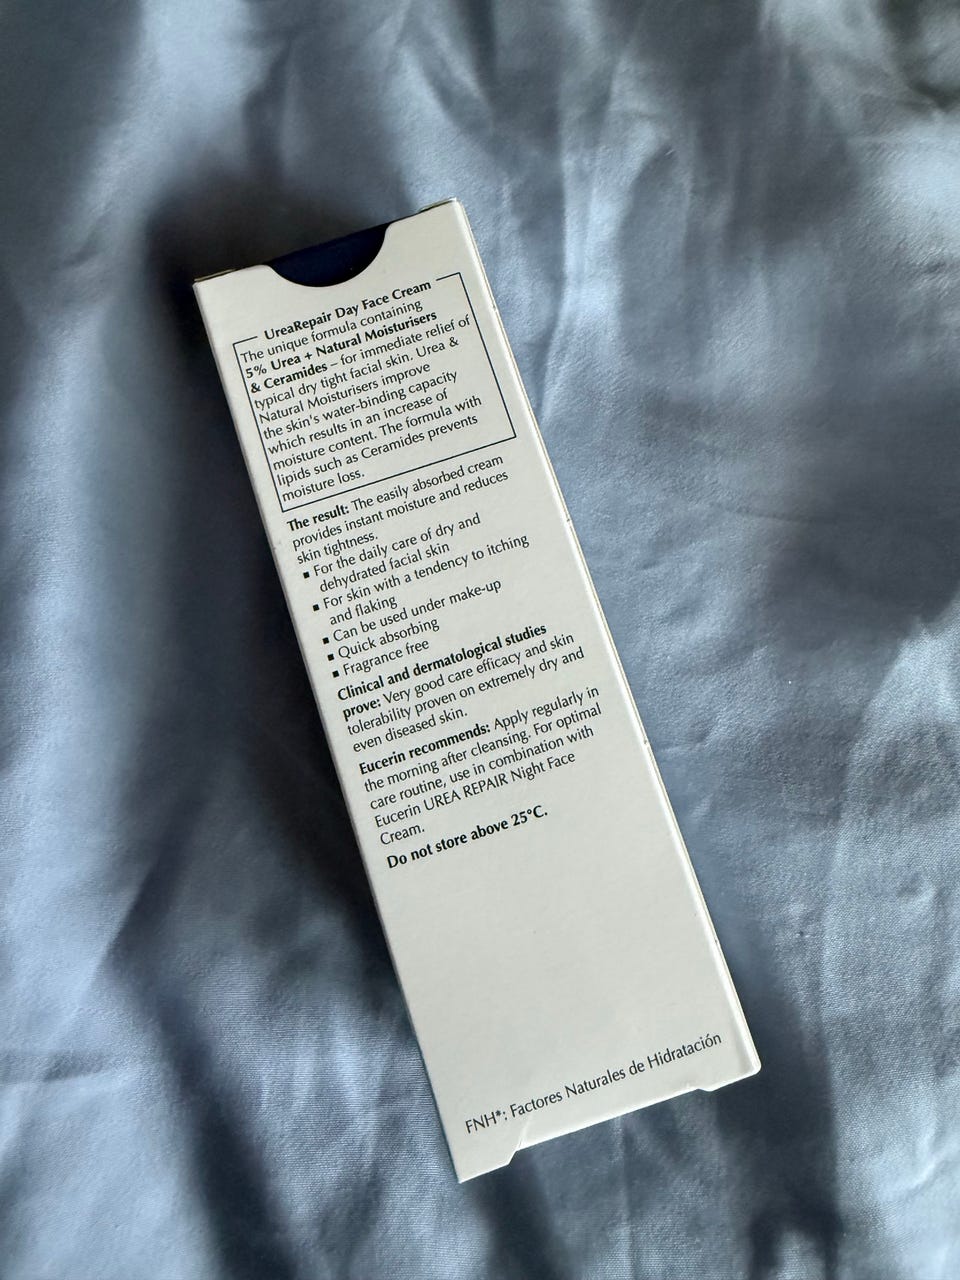 UreaRepair Day Face Cream
The unique formula containing
5% Urea + Natural Moisturisers
& Ceramides – for immediate relief of
typical dry tight facial skin. Urea &
Natural Moisturisers improve
the skin's water-binding capacity
which results in an increase of
moisture content. The formula with
lipids such as Ceramides prevents
moisture loss.
The result: The easily absorbed cream
provides instant moisture and reduces
skin tightness.
▪ For the daily care of dry and
dehydrated facial skin
▪ For skin with a tendency to itching
and flaking
▪ Can be used under make-up
▪ Quick absorbing
▪ Fragrance free
Clinical and dermatological studies
prove: Very good care efficacy and skin
tolerability proven on extremely dry and
even diseased skin.
Eucerin recommends: Apply regularly in
the morning after cleansing. For optimal
care routine, use in combination with
Eucerin UREA REPAIR Night Face
Cream.
Do not store above 25°C.
FNH*: Factores Naturales de Hidratación